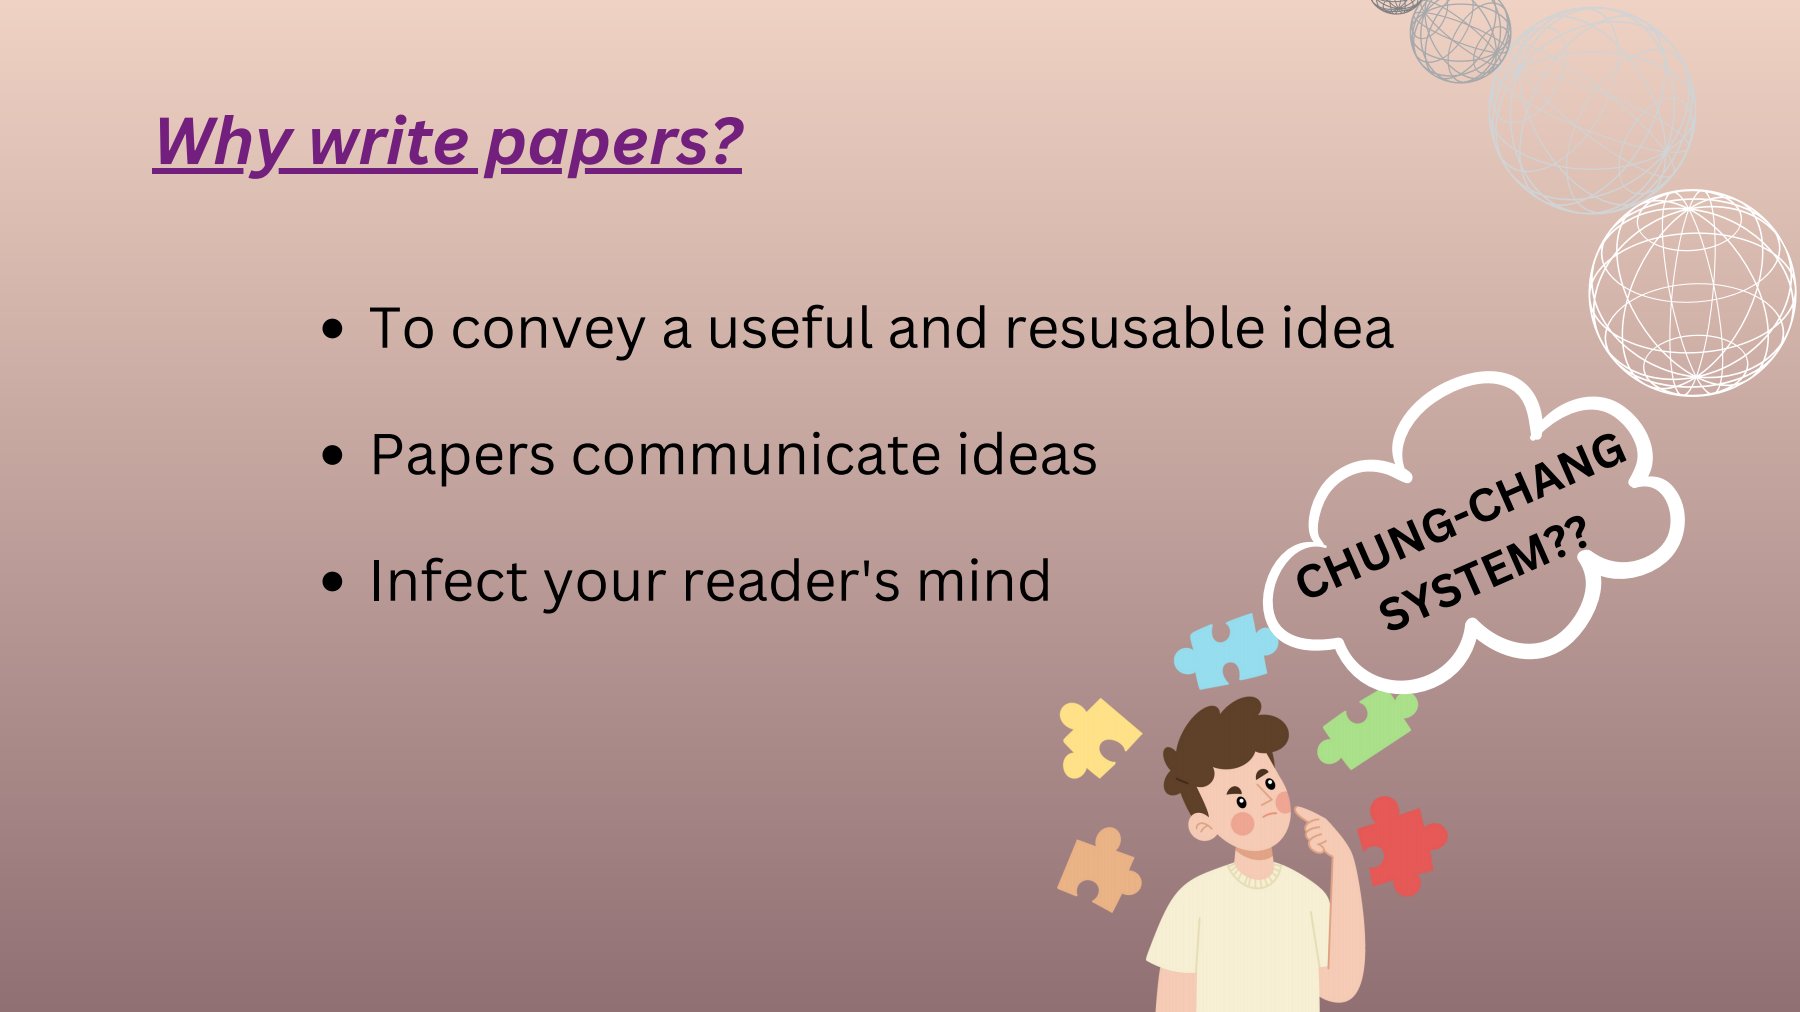 Why write papers?
To convey a useful and resusable idea
Papers communicate ideas
Infect your reader's mind
CHUNG-CHANG
SYSTEM??